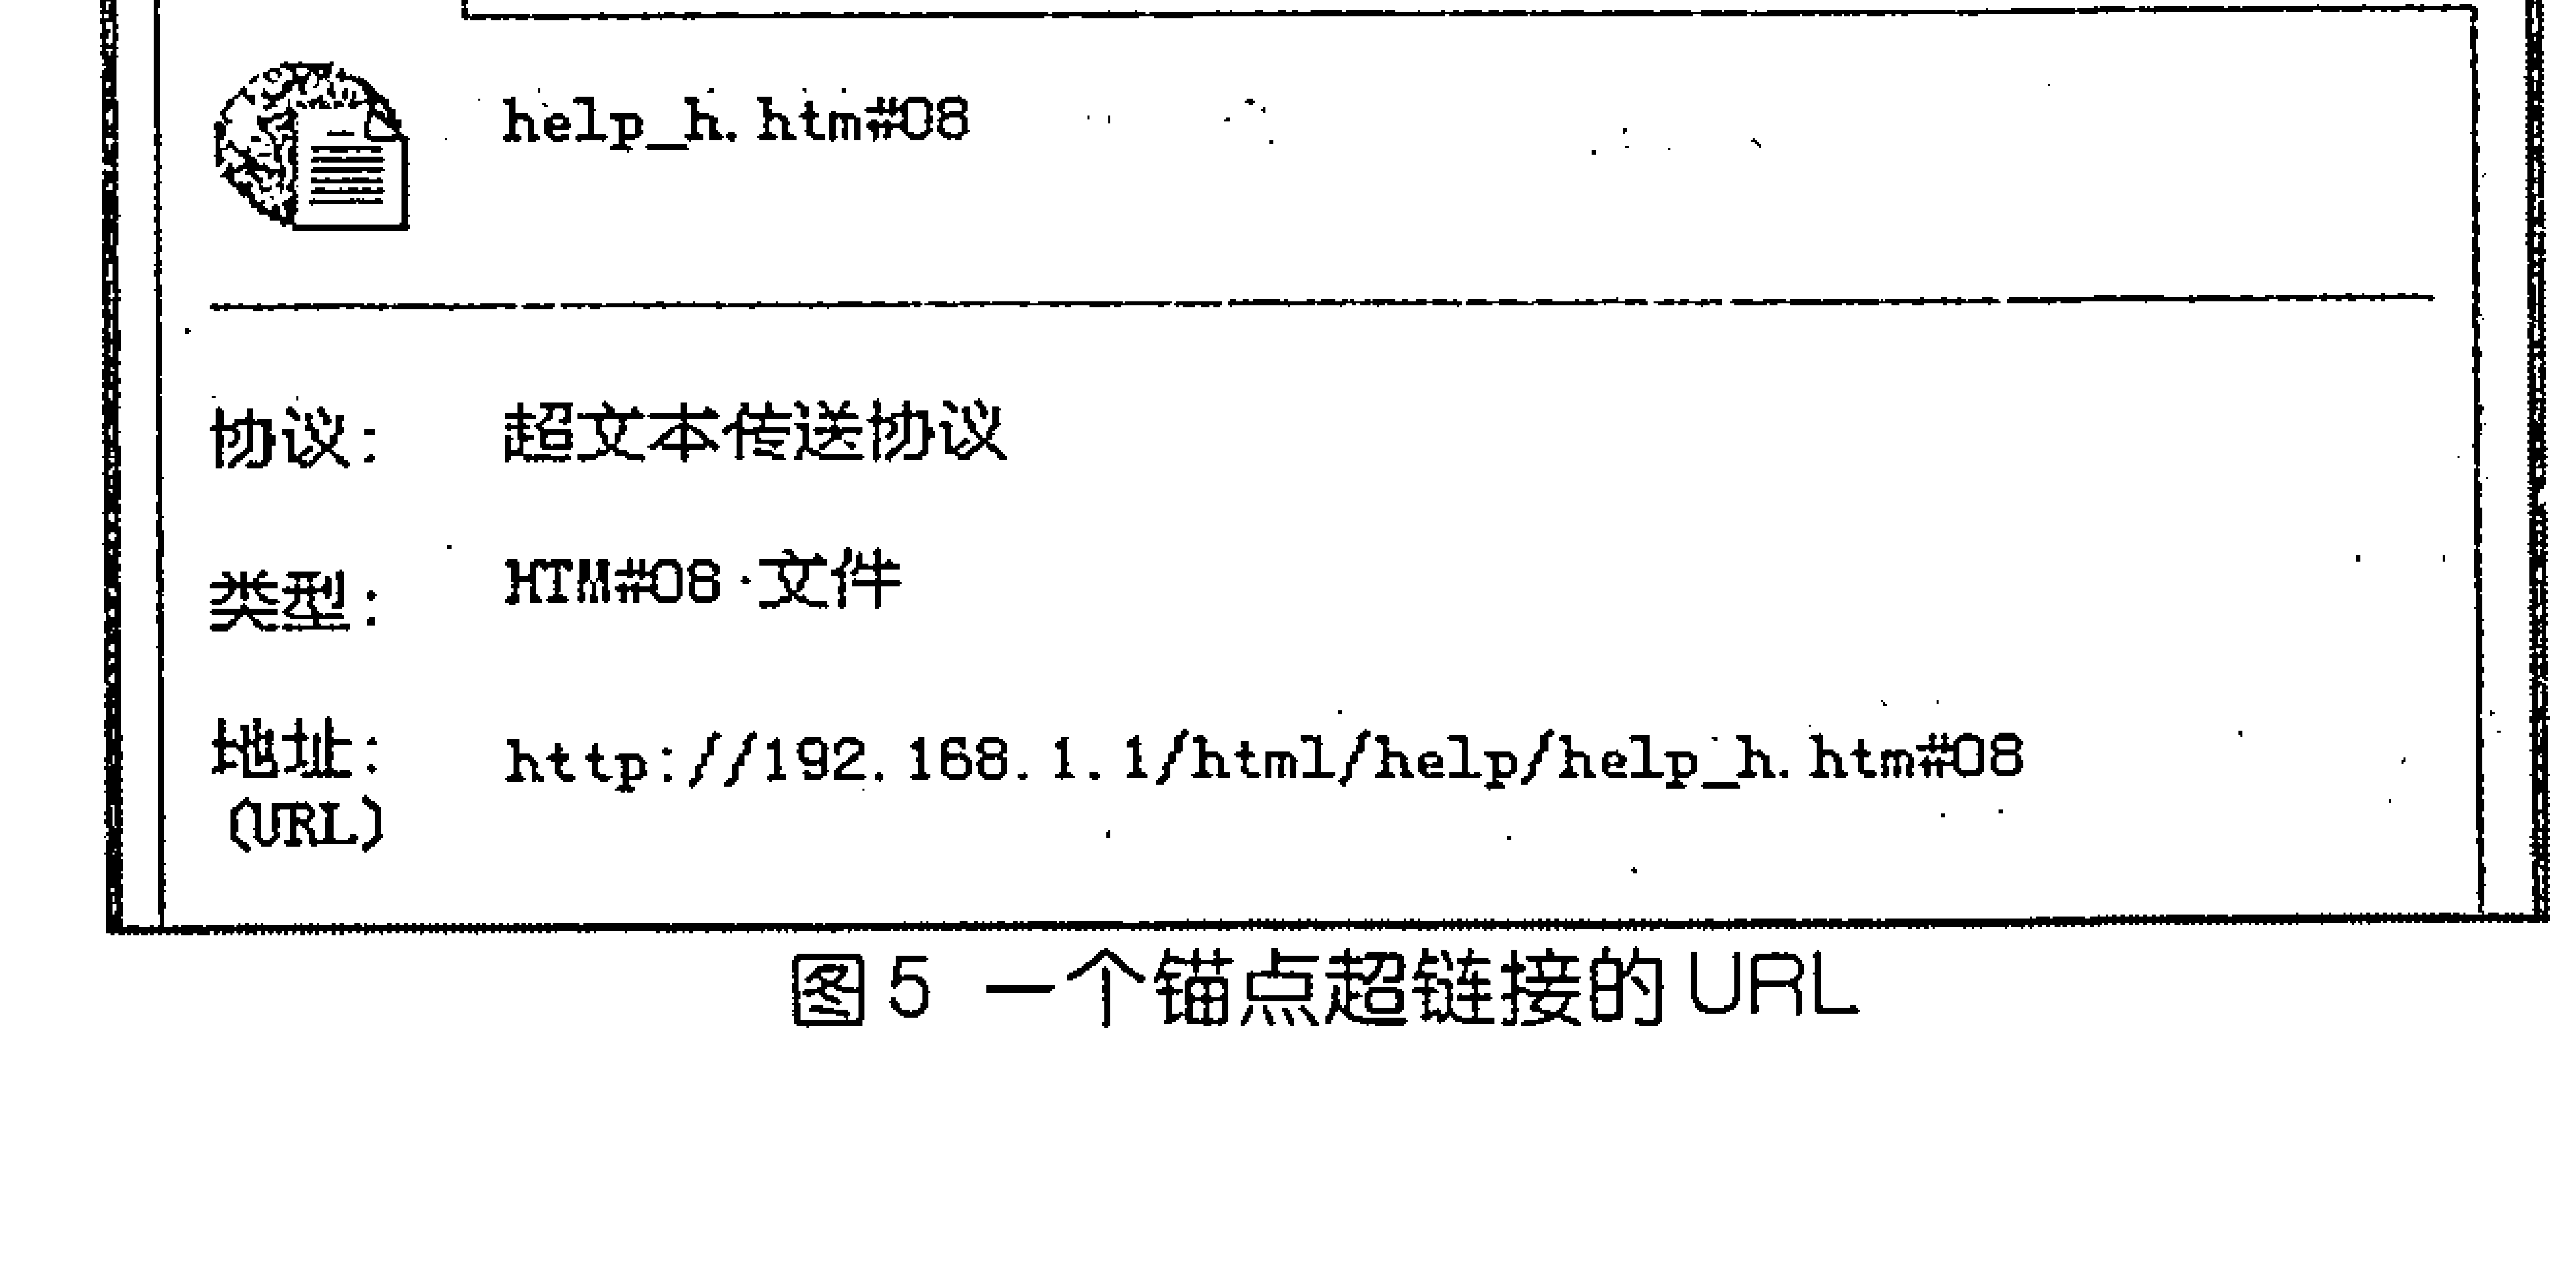 help_h.htm#08
协议: 超文本传送协议
类型: HTM#08 文件
地址: http://192.168.1.1/html/help/help_h.htm#08
(URL)
图5 一个锚点超链接的URL